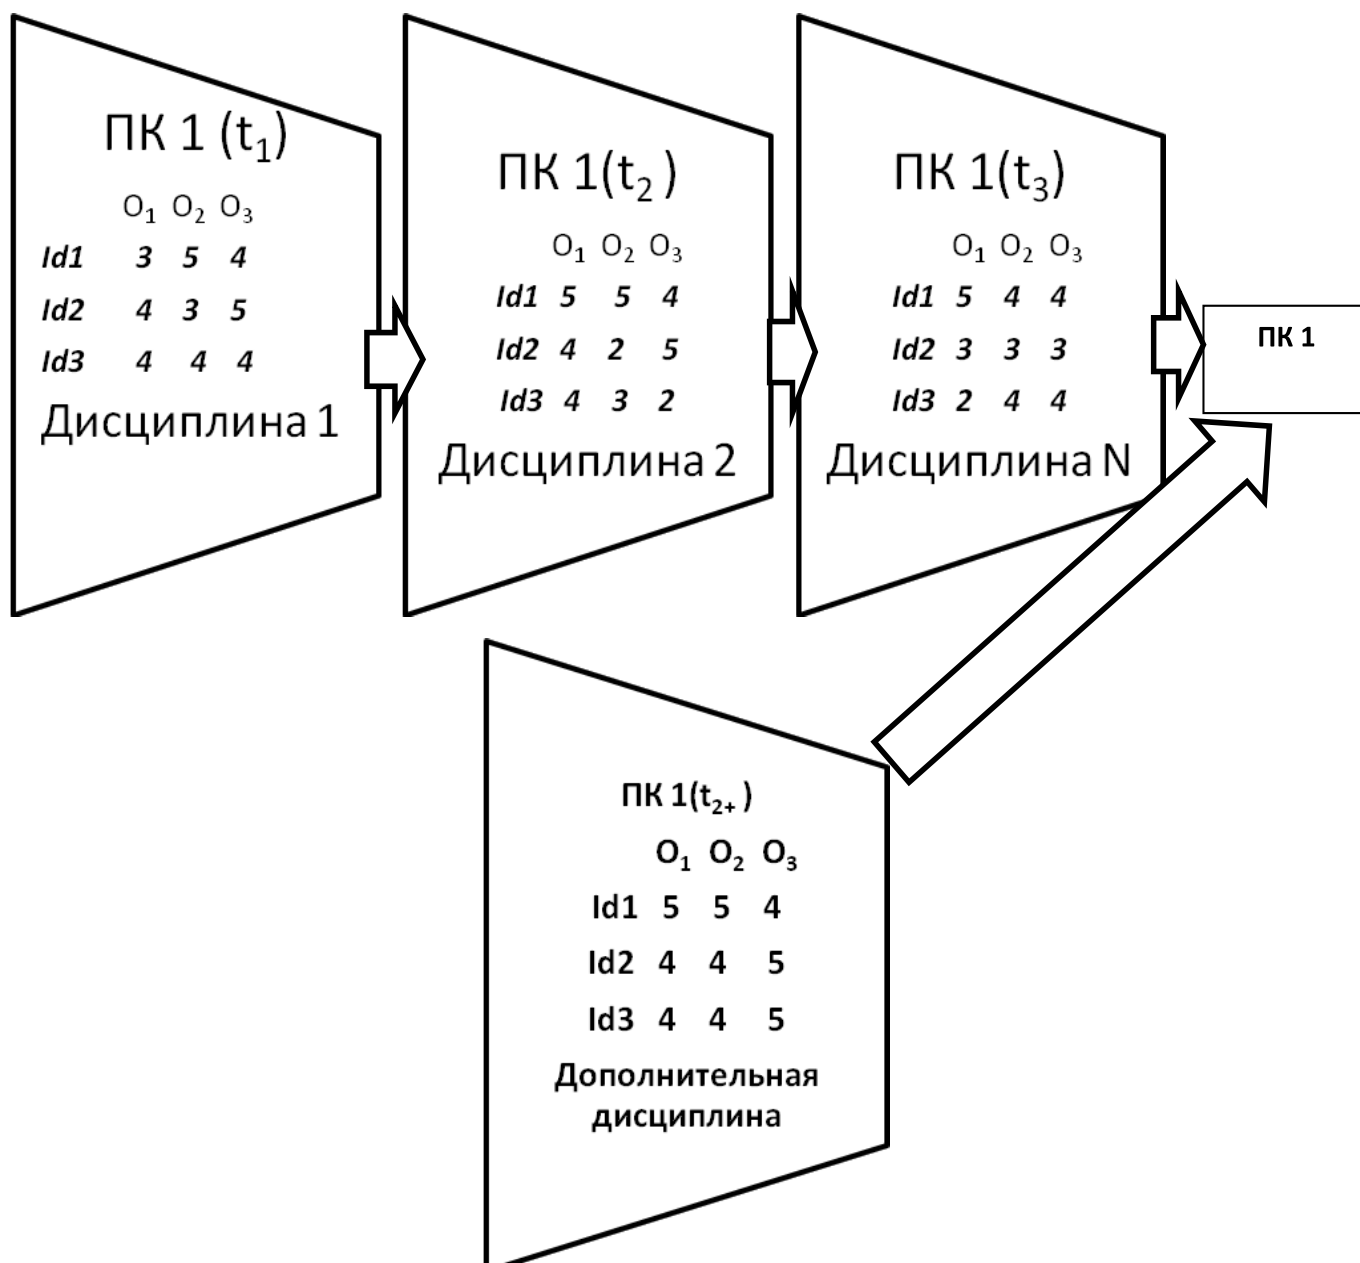 ПК 1 (t₁)
O₁ O₂ O₃
Id1 3 5 4
Id2 4 3 5
Id3 4 4 4
Дисциплина 1
ПК 1(t₂ )
O₁ O₂ O₃
Id1 5 5 4
Id2 4 2 5
Id3 4 3 2
Дисциплина 2
ПК 1(t₃)
O₁ O₂ O₃
Id1 5 4 4
Id2 3 3 3
Id3 2 4 4
Дисциплина N
ПК 1
ПК 1(t₂₊ )
O₁ O₂ O₃
Id1 5 5 4
Id2 4 4 5
Id3 4 4 5
Дополнительная
дисциплина